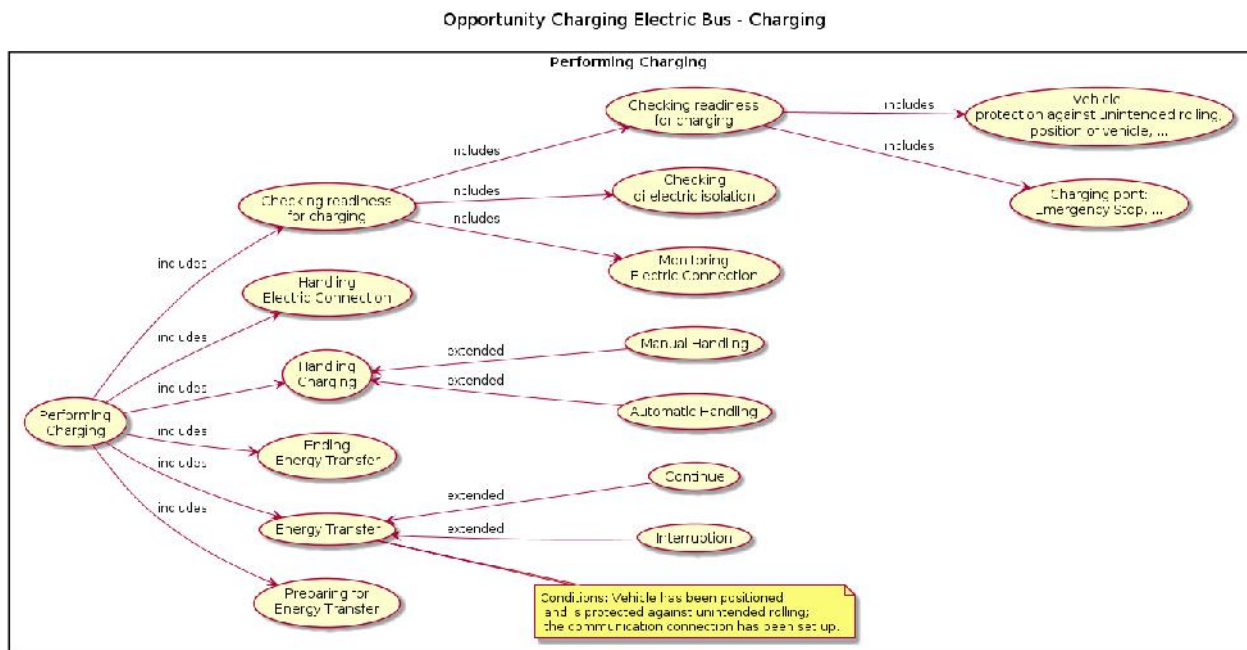 Opportunity Charging Electric Bus - Charging
Performing Charging
Checking readiness
for charging
includes
Vehicle
protection against unintended rolling,
position of vehicle, ...
includes
includes
Checking readiness
for charging
includes
Checking
di electric isolation
Charging pont:
Emergency Stop, ...
includes
Monitoring
Electric Connection
includes
Handling
Electric Connection
includes
Handling
Charging
extended
Manual Handling
includes
extended
Automatic Handling
Performing
Charging
includes
Ending
Energy Transfer
includes
Continue
extended
Energy Transfer
extended
Interruption
includes
Preparing for
Energy Transfer
Conditions: Vehicle has been positioned
and is protected against unintended rolling;
the communication connection has been set up.